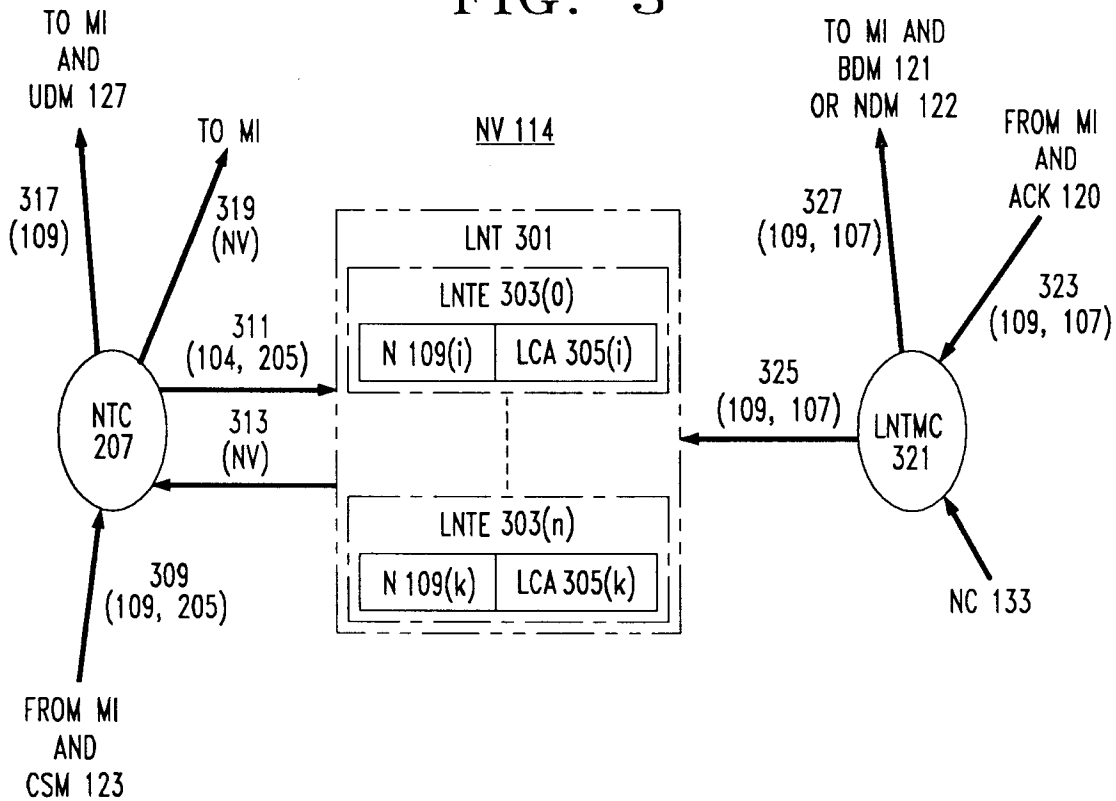 FIG. 3
TO MI
AND
UDM 127
TO MI
NV 114
TO MI AND
BDM 121
OR NDM 122
FROM MI
AND
ACK 120
317
(109)
319
(NV)
327
(109, 107)
323
(109, 107)
LNT 301
LNTE 303(0)
N 109(i)
LCA 305(i)
311
(104, 205)
313
(NV)
NTC
207
325
(109, 107)
LNTMC
321
LNTE 303(n)
N 109(k)
LCA 305(k)
309
(109, 205)
NC 133
FROM MI
AND
CSM 123